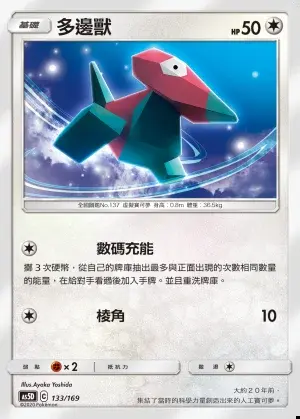 基礎 多邊獸 HP 50
全國圖鑑No.137 虛擬寶可夢 身高：0.8m 體重：36.5kg
數碼充能
擲3次硬幣，從自己的牌庫抽出最多與正面出現的次數相同數量
的能量，在給對手看過後加入手牌。並且重洗牌庫。
棱角 10
弱點 ×2 抵抗力 撤退
Illus.Ayaka Yoshida
AS5D C 133/169
©2020 Pokémon
大約20年前，
集結了當時的科學力量創造出來的人工寶可夢。